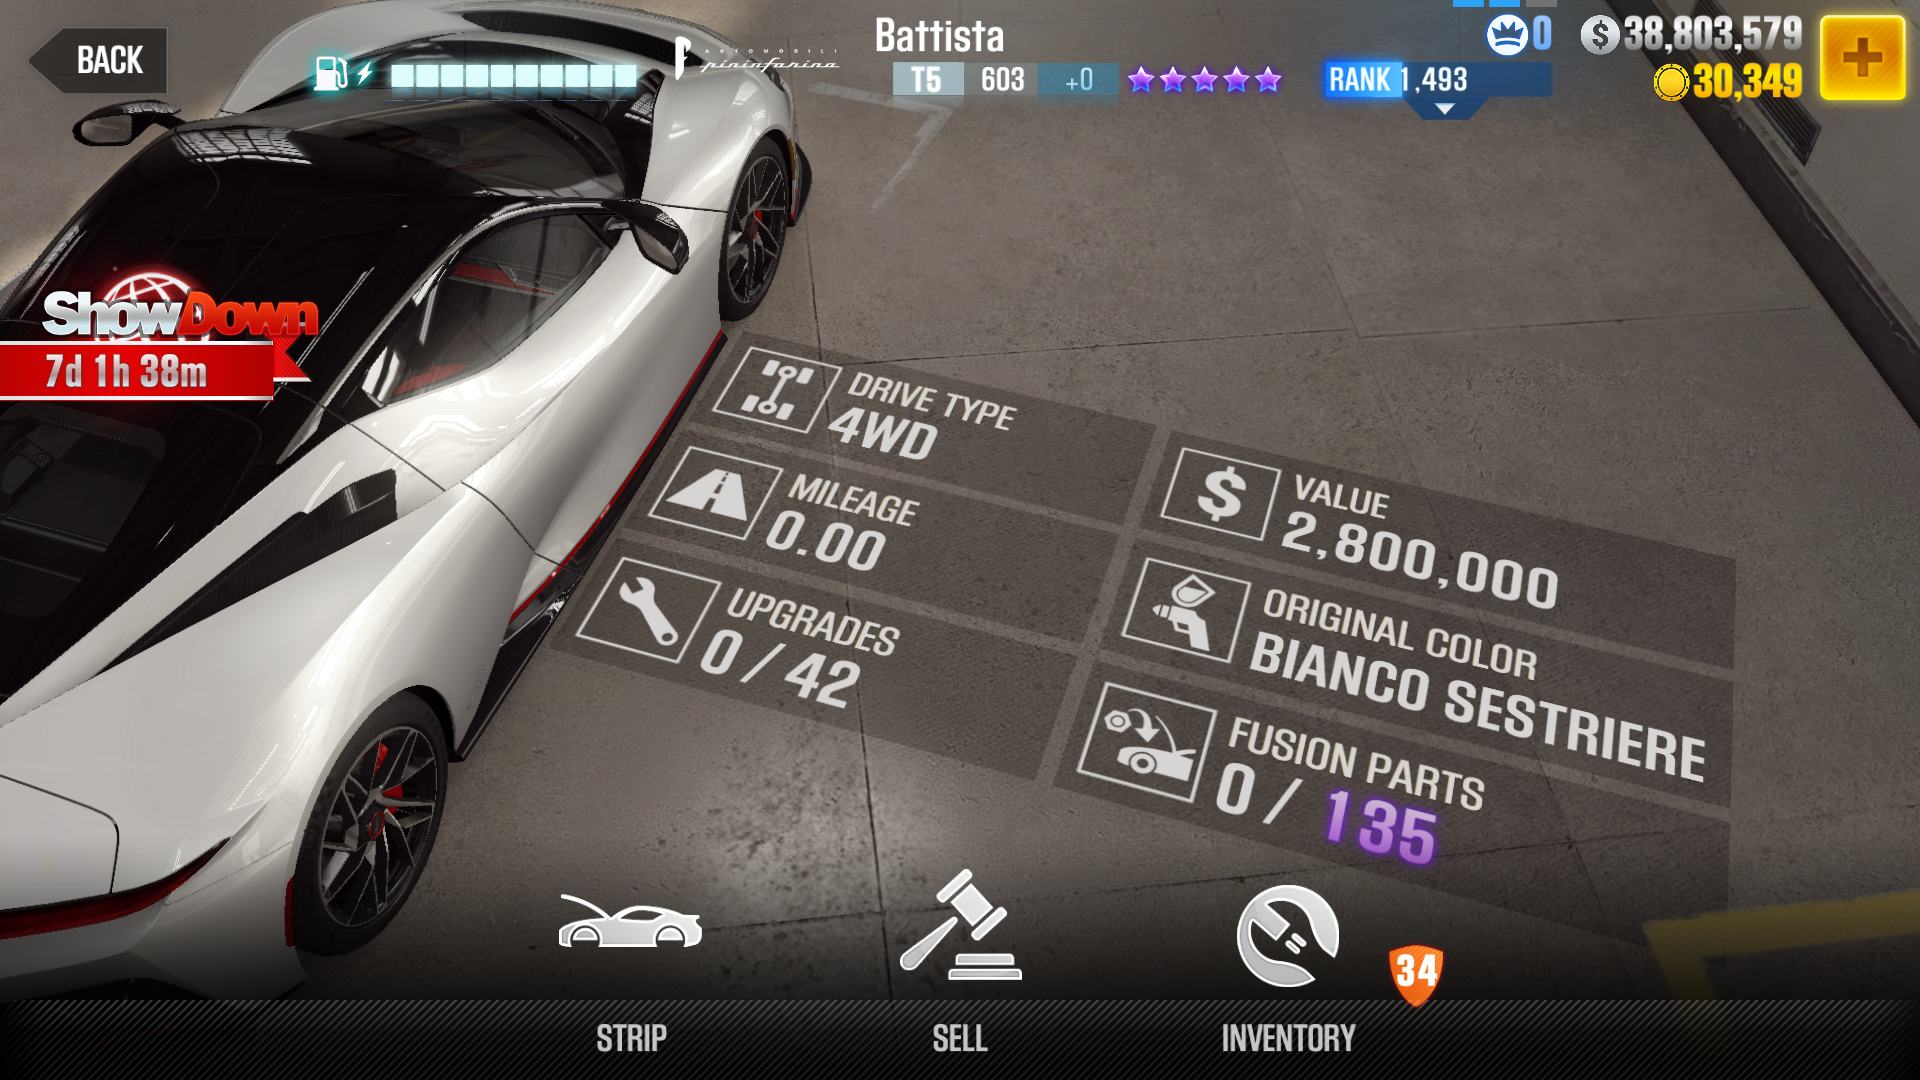 BACK
AUTOMOBILI
pininfarina
Battista
T5 603 +0
RANK 1,493
0
38,803,579
30,349
ShowDown
7d 1h 38m
DRIVE TYPE
4WD
MILEAGE
0.00
UPGRADES
0 / 42
VALUE
2,800,000
ORIGINAL COLOR
BIANCO SESTRIERE
FUSION PARTS
0 / 135
STRIP
SELL
INVENTORY
34